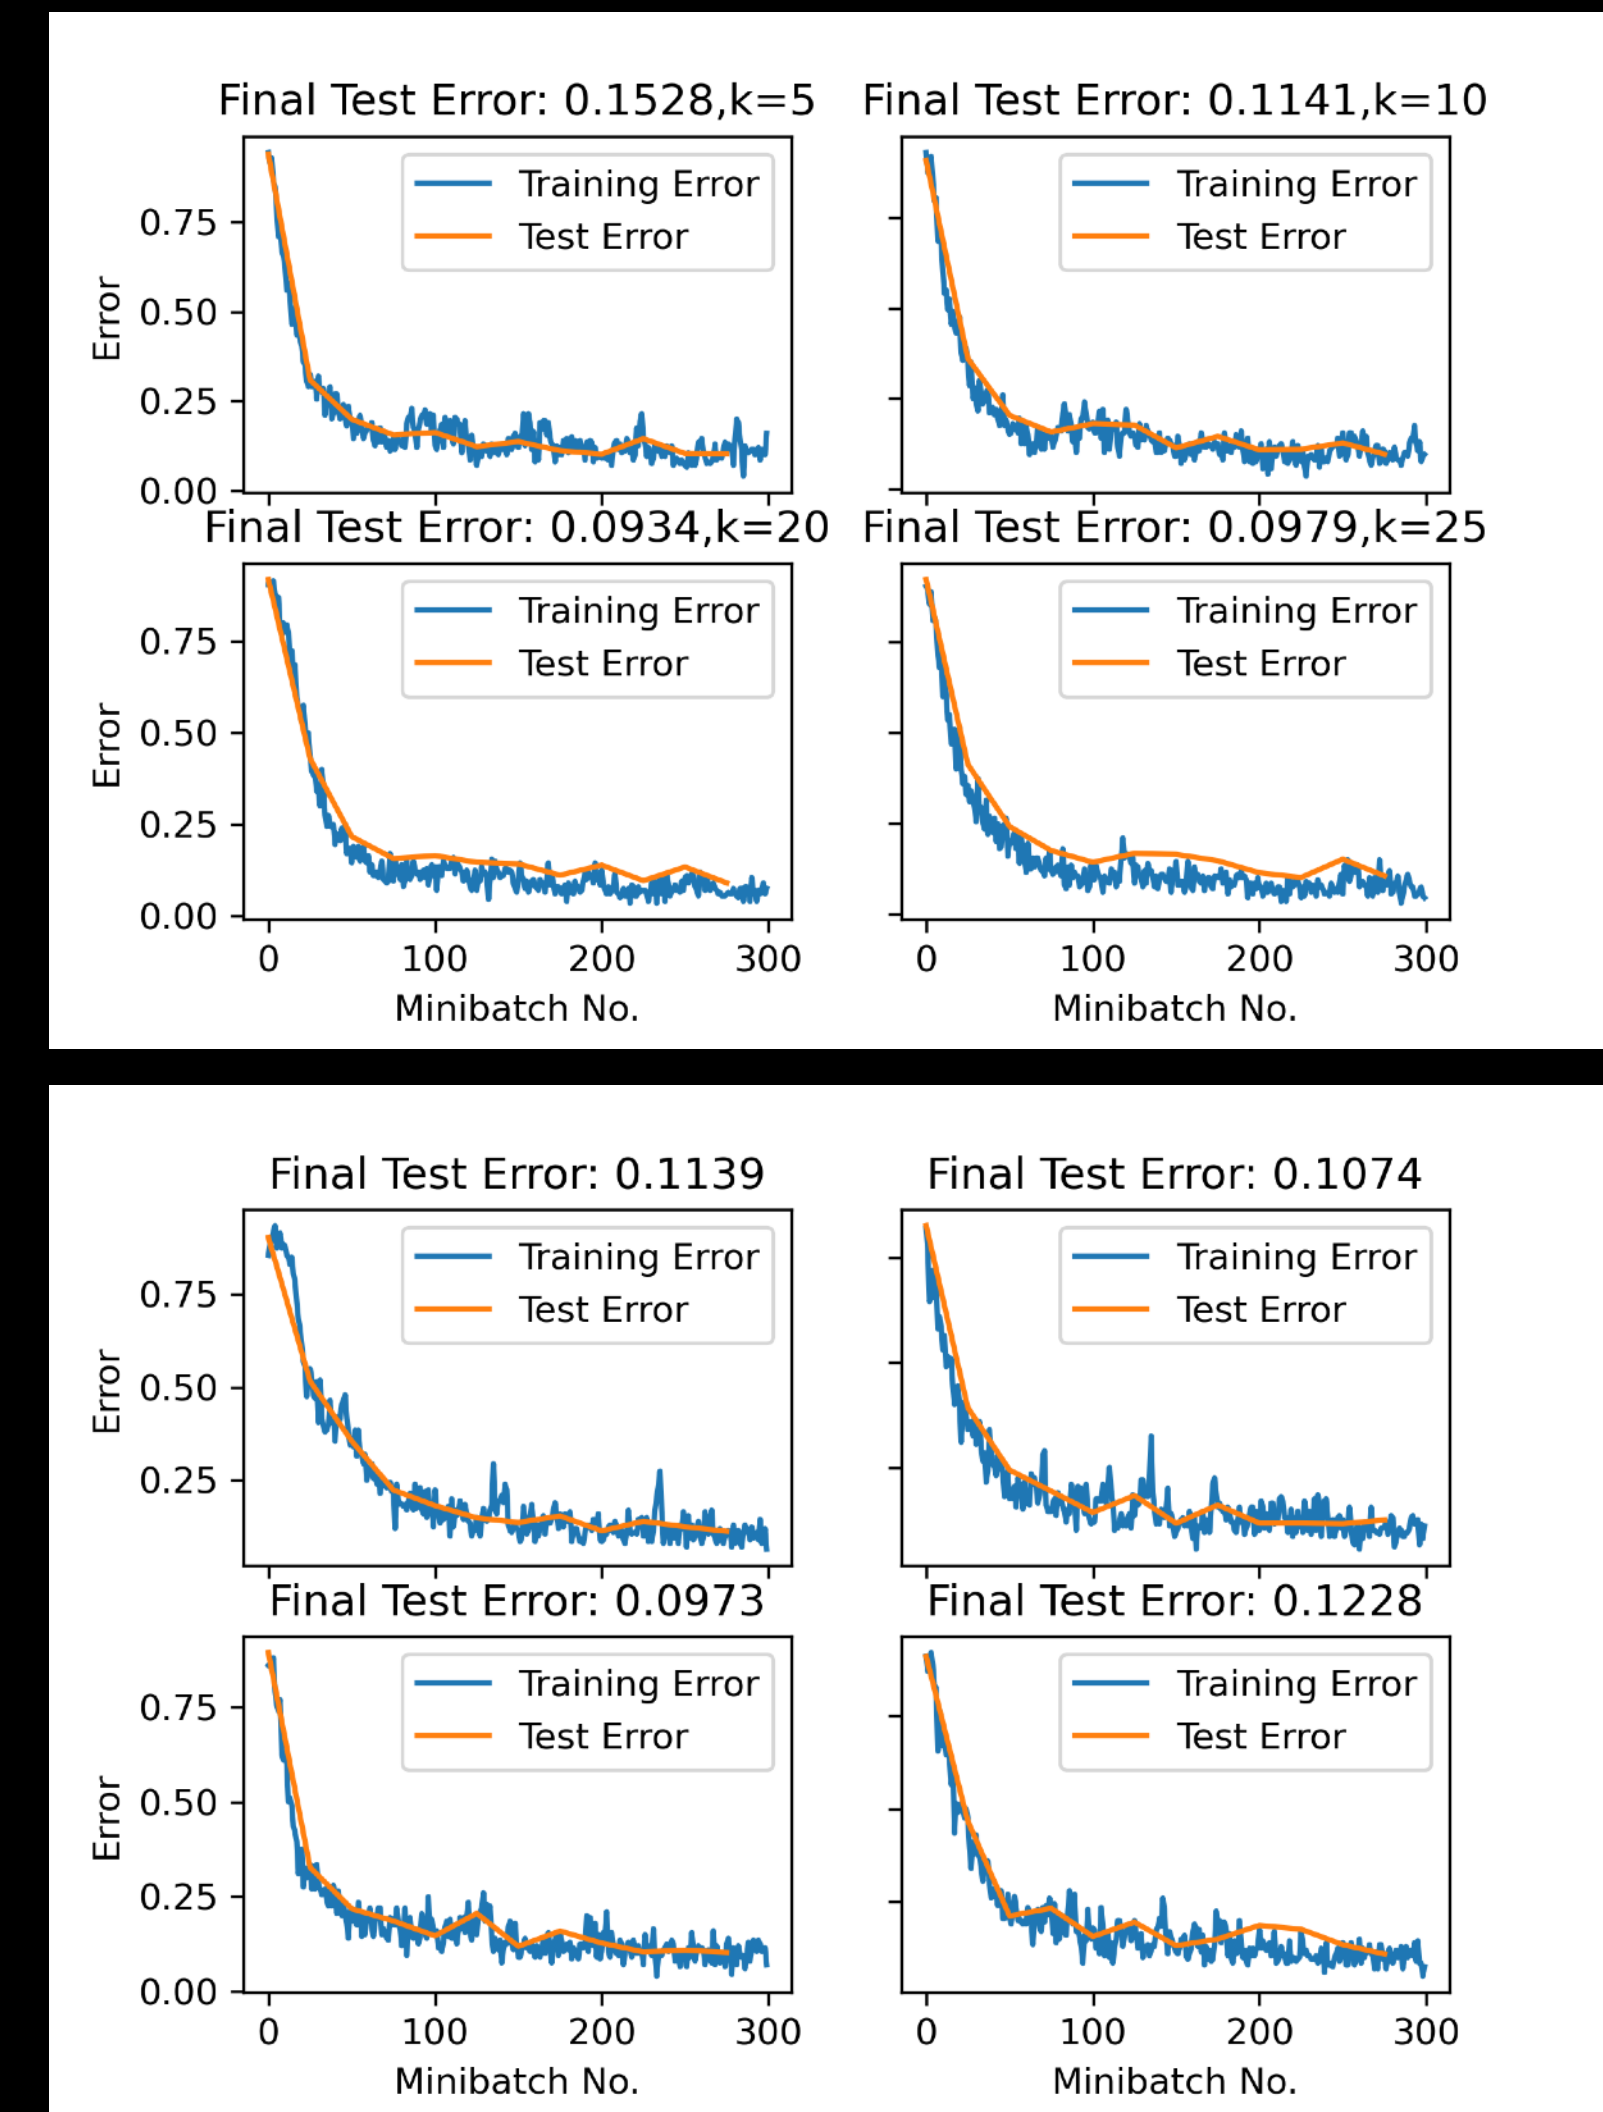 Final Test Error: 0.1528,k=5
Final Test Error: 0.1141,k=10
Training Error
Test Error
Training Error
Test Error
Error
0.75
0.50
0.25
0.00
Final Test Error: 0.0934,k=20
Final Test Error: 0.0979,k=25
Training Error
Test Error
Training Error
Test Error
Error
0.75
0.50
0.25
0.00
0 100 200 300
0 100 200 300
Minibatch No.
Minibatch No.
Final Test Error: 0.1139
Final Test Error: 0.1074
Training Error
Test Error
Training Error
Test Error
Error
0.75
0.50
0.25
Final Test Error: 0.0973
Final Test Error: 0.1228
Training Error
Test Error
Training Error
Test Error
Error
0.75
0.50
0.25
0.00
0 100 200 300
0 100 200 300
Minibatch No.
Minibatch No.